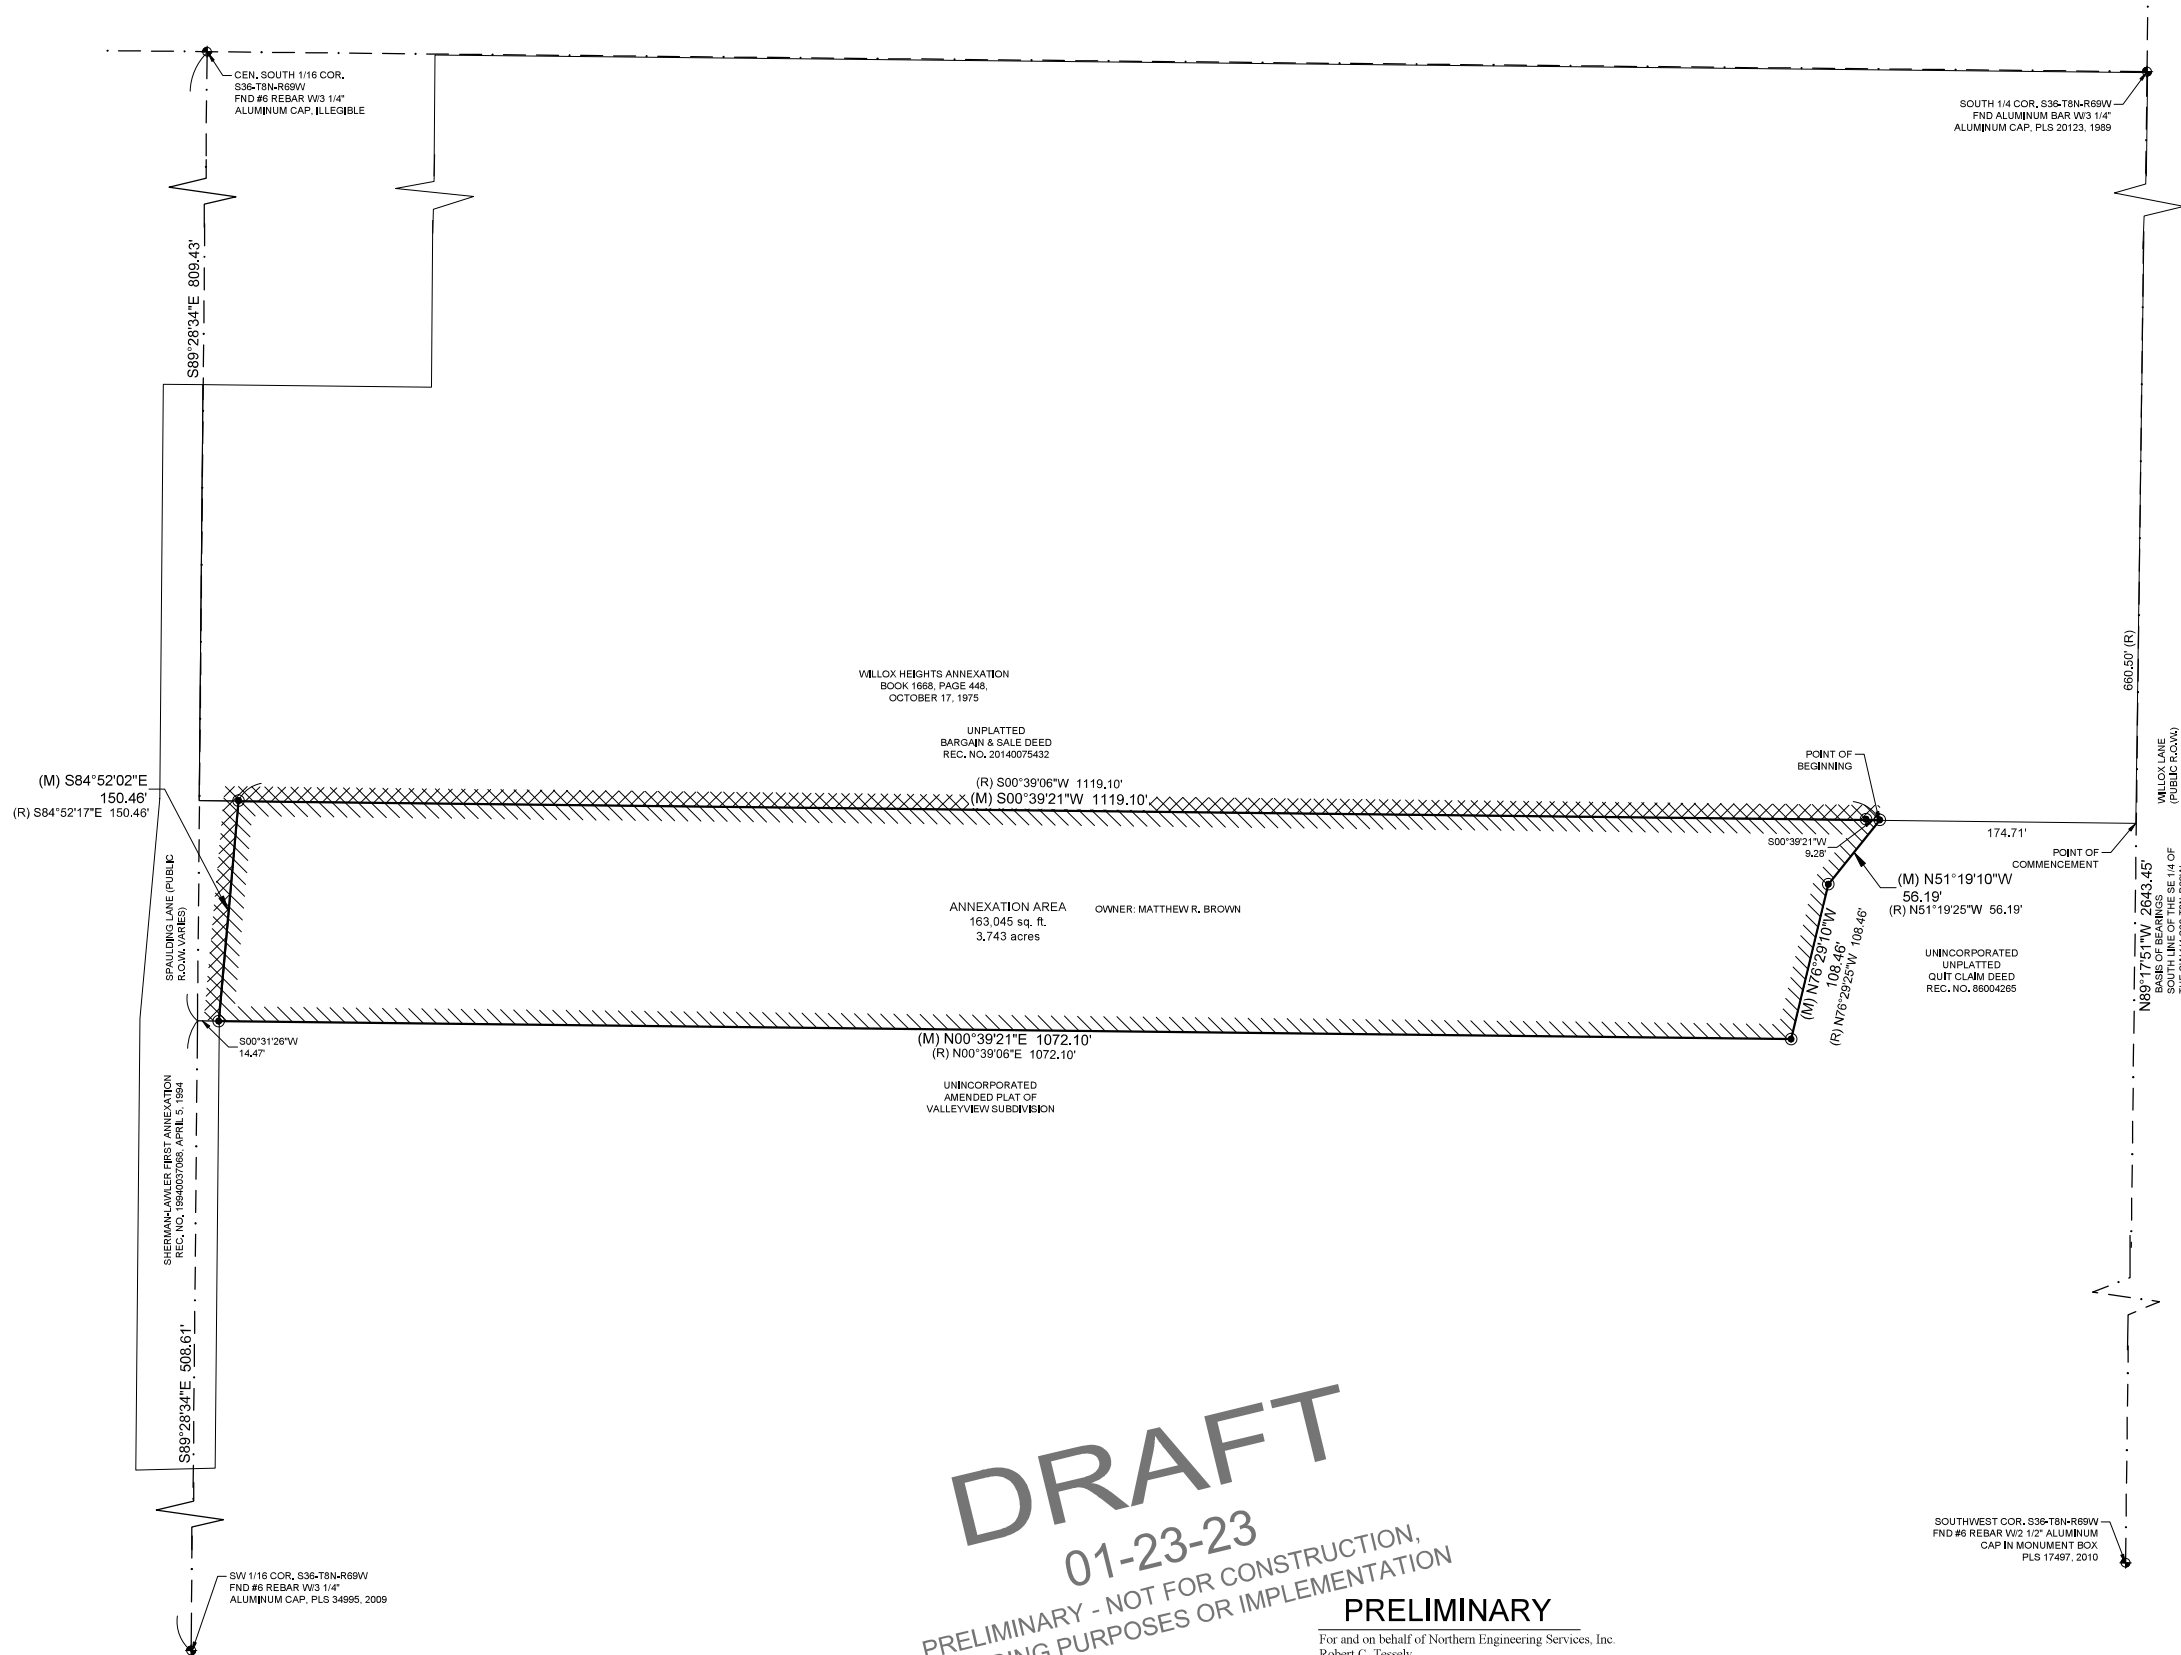 CEN. SOUTH 1/16 COR.
S36-T8N-R69W
FND #6 REBAR W/3 1/4"
ALUMINUM CAP, ILLEGIBLE
SOUTH 1/4 COR. S36-T8N-R69W
FND ALUMINUM BAR W/3 1/4"
ALUMINUM CAP, PLS 20123, 1989
S89°28'34"E 809.43'
660.50' (R)
WILLOX HEIGHTS ANNEXATION
BOOK 1668, PAGE 448,
OCTOBER 17, 1975
UNPLATTED
BARGAIN & SALE DEED
REC. NO. 20140075432
WILLOX LANE
(PUBLIC R.O.W.)
POINT OF
BEGINNING
(M) S84°52'02"E
150.46'
(R) S84°52'17"E 150.46'
(R) S00°39'06"W 1119.10'
(M) S00°39'21"W 1119.10'
S00°39'21"W
9.28'
174.71'
POINT OF
COMMENCEMENT
SPAULDING LANE (PUBLIC
R.O.W. VARIES)
ANNEXATION AREA
163,045 sq. ft.
3.743 acres
OWNER: MATTHEW R. BROWN
(M) N51°19'10"W
56.19'
(R) N51°19'25"W 56.19'
(M) N76°29'10"W
108.46'
(R) N76°29'25"W 108.46'
UNINCORPORATED
UNPLATTED
QUIT CLAIM DEED
REC. NO. 86004265
N89°17'51"W 2643.45'
BASIS OF BEARINGS
SOUTH LINE OF THE SE 1/4 OF
S00°31'26"W
14.47'
(M) N00°39'21"E 1072.10'
(R) N00°39'06"E 1072.10'
UNINCORPORATED
AMENDED PLAT OF
VALLEYVIEW SUBDIVISION
SHERMAN-LAWLER FIRST ANNEXATION
REC. NO. 19940037068, APRIL 5, 1994
S89°28'34"E 508.61'
DRAFT
01-23-23
PRELIMINARY - NOT FOR CONSTRUCTION,
PURPOSES OR IMPLEMENTATION
SOUTHWEST COR. S36-T8N-R69W
FND #6 REBAR W/2 1/2" ALUMINUM
CAP IN MONUMENT BOX
PLS 17497, 2010
SW 1/16 COR. S36-T8N-R69W
FND #6 REBAR W/3 1/4"
ALUMINUM CAP, PLS 34995, 2009
PRELIMINARY
For and on behalf of Northern Engineering Services, Inc.
Robert C. Tessely